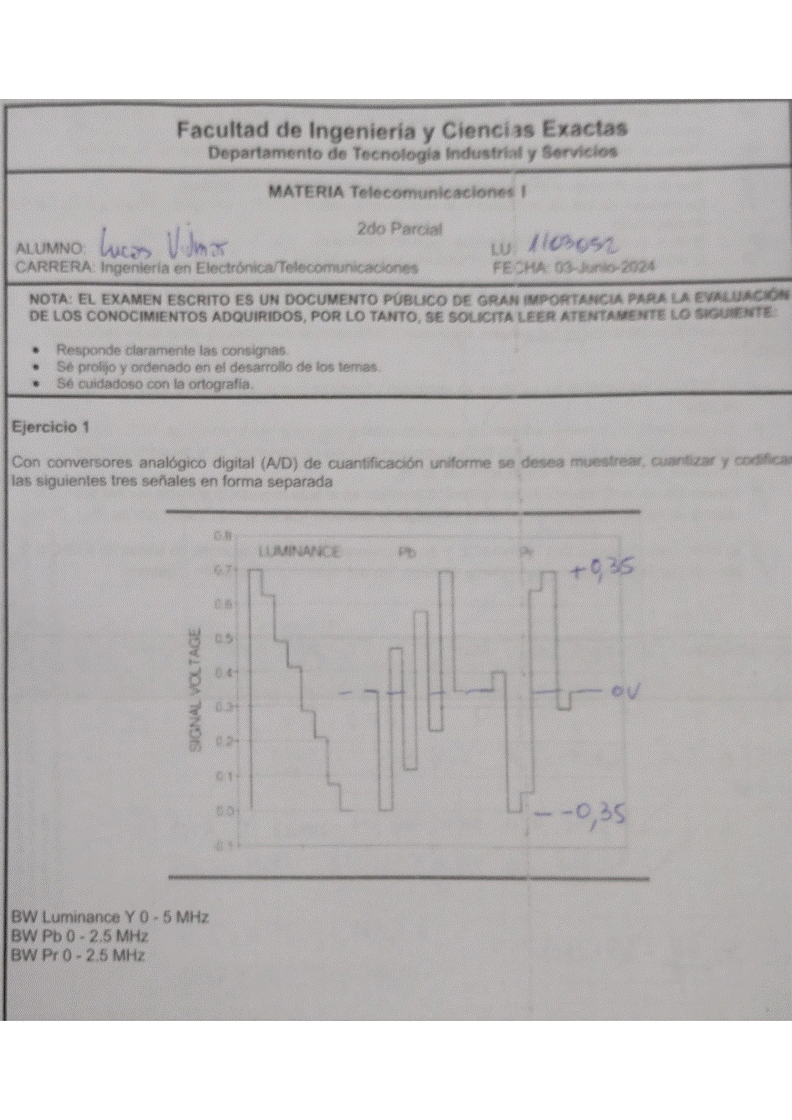 Facultad de Ingeniería y Ciencias Exactas
Departamento de Tecnología Industrial y Servicios
MATERIA Telecomunicaciones I
2do Parcial
ALUMNO: Lucas LU: 1103052
CARRERA: Ingeniería en Electrónica/Telecomunicaciones FECHA: 03-Junio-2024
NOTA: EL EXAMEN ESCRITO ES UN DOCUMENTO PÚBLICO DE GRAN IMPORTANCIA PARA LA EVALUACIÓN
DE LOS CONOCIMIENTOS ADQUIRIDOS, POR LO TANTO, SE SOLICITA LEER ATENTAMENTE LO SIGUIENTE:
• Responde claramente las consignas.
• Sé prolijo y ordenado en el desarrollo de los temas.
• Sé cuidadoso con la ortografía.
Ejercicio 1
Con conversores analógico digital (A/D) de cuantificación uniforme se desea muestrear, cuantizar y codificar
las siguientes tres señales en forma separada
0.8
LUMINANCE Pb Pr
0.7 +0,35
0.6
0.5
SIGNAL VOLTAGE
0.4
0V
0.3
0.2
0.1
0.0 -0,35
-0.1
BW Luminance Y 0 - 5 MHz
BW Pb 0 - 2.5 MHz
BW Pr 0 - 2.5 MHz